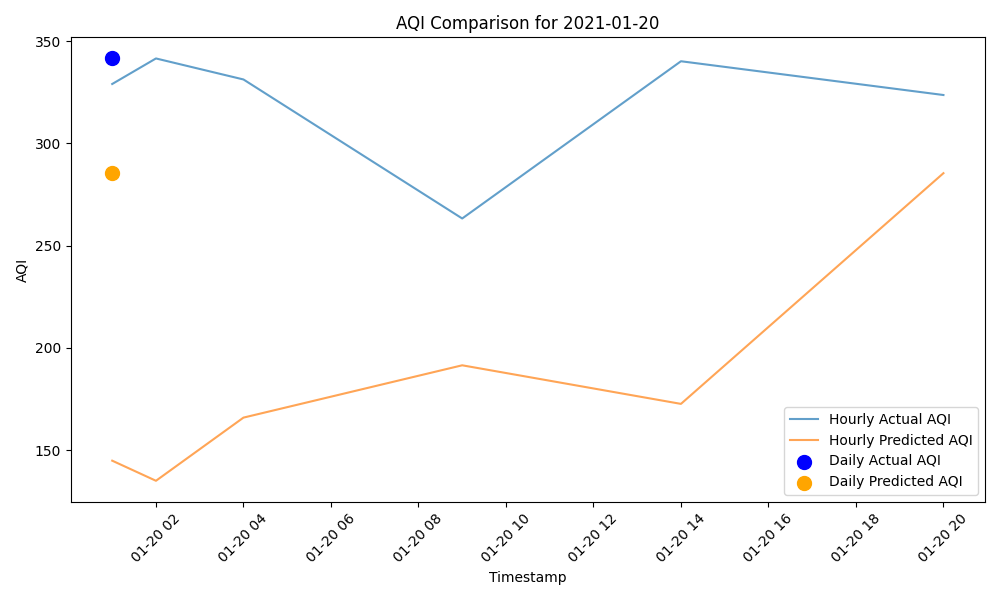 AQI Comparison for 2021-01-20
350
300
250
200
150
AQI
Hourly Actual AQI
Hourly Predicted AQI
Daily Actual AQI
Daily Predicted AQI
01-20 02
01-20 04
01-20 06
01-20 08
01-20 10
01-20 12
01-20 14
01-20 16
01-20 18
01-20 20
Timestamp